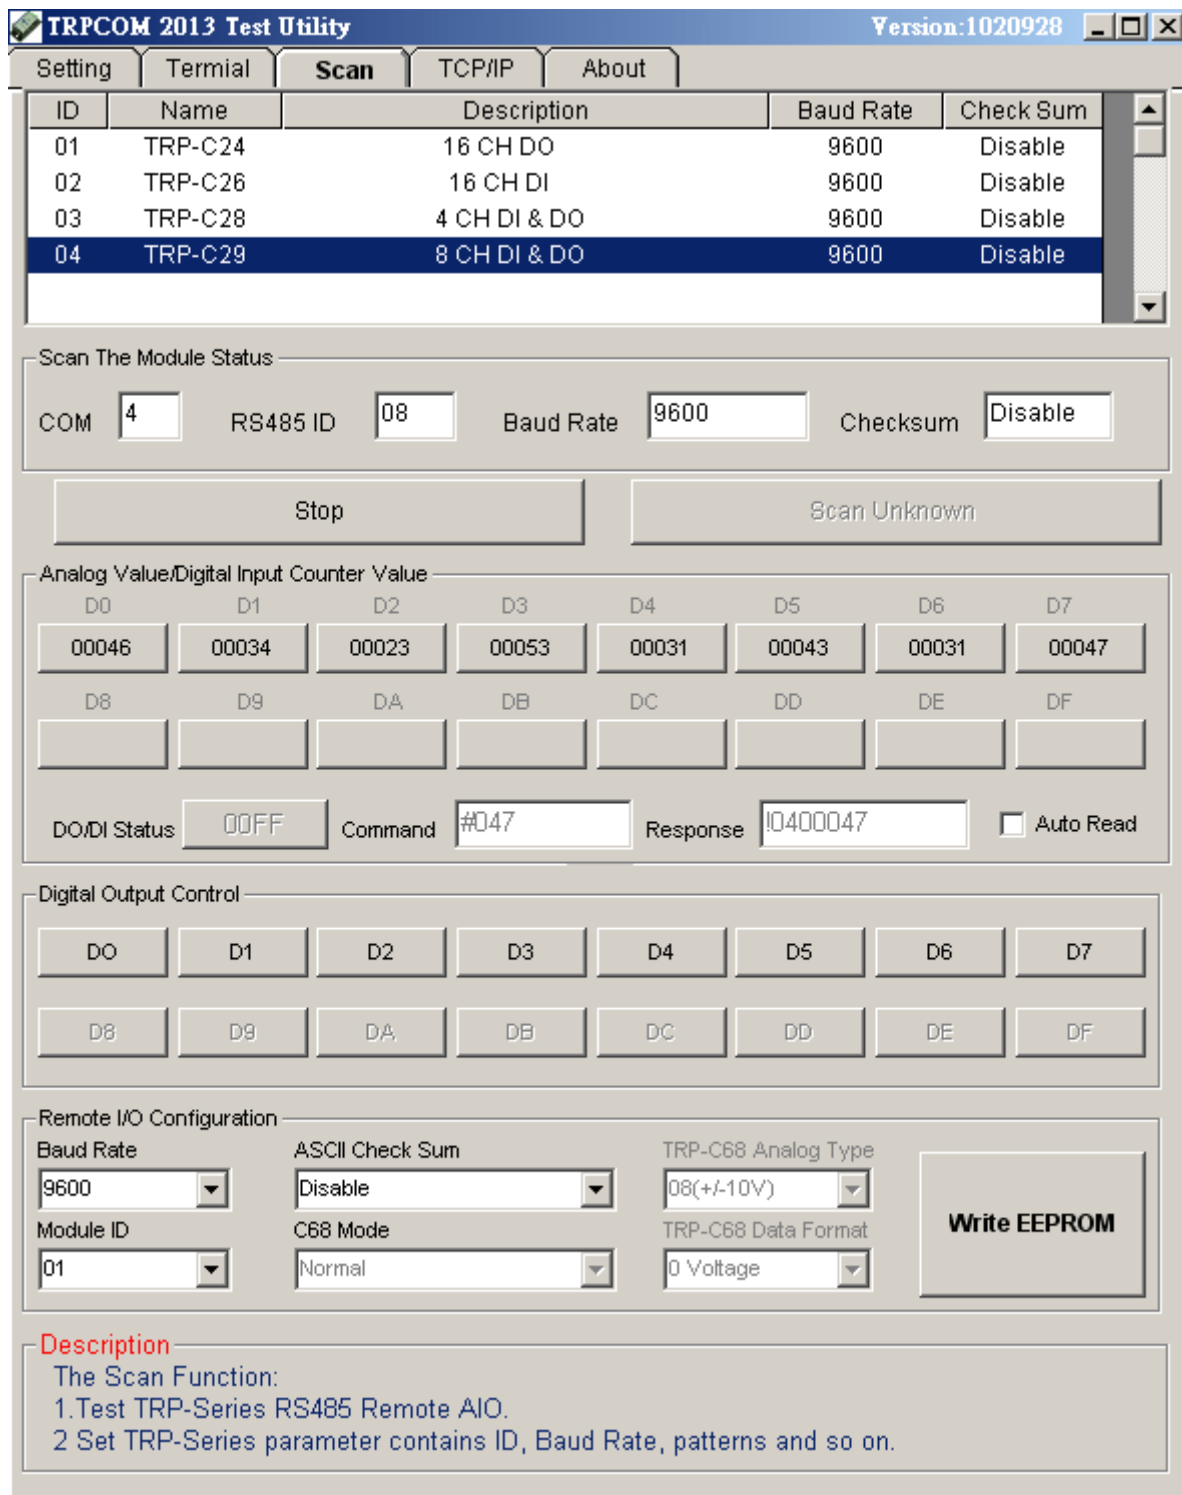 TRPCOM 2013 Test Utility Version:1020928
Setting Termial Scan TCP/IP About
ID Name Description Baud Rate Check Sum
01 TRP-C24 16 CH DO 9600 Disable
02 TRP-C26 16 CH DI 9600 Disable
03 TRP-C28 4 CH DI & DO 9600 Disable
04 TRP-C29 8 CH DI & DO 9600 Disable
Scan The Module Status
COM 4 RS485 ID 08 Baud Rate 9600 Checksum Disable
Stop Scan Unknown
Analog Value/Digital Input Counter Value
D0 D1 D2 D3 D4 D5 D6 D7
00046 00034 00023 00053 00031 00043 00031 00047
D8 D9 DA DB DC DD DE DF
DO/DI Status 00FF Command #047 Response !0400047 Auto Read
Digital Output Control
DO D1 D2 D3 D4 D5 D6 D7
D8 D9 DA DB DC DD DE DF
Remote I/O Configuration
Baud Rate ASCII Check Sum TRP-C68 Analog Type
9600 Disable 08(+/-10V)
Module ID C68 Mode TRP-C68 Data Format Write EEPROM
01 Normal 0 Voltage
Description
The Scan Function:
1.Test TRP-Series RS485 Remote AIO.
2 Set TRP-Series parameter contains ID, Baud Rate, patterns and so on.